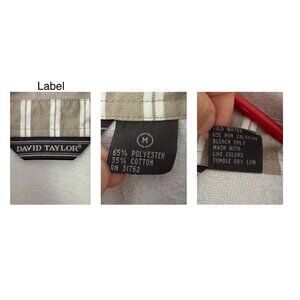 Label
DAVID TAYLOR
M
65% POLYESTER
35% COTTON
RN 31762
COLD WATER
USE NON CHLORINE
BLEACH ONLY
WASH WITH
LIKE COLORS
TUMBLE DRY LOW